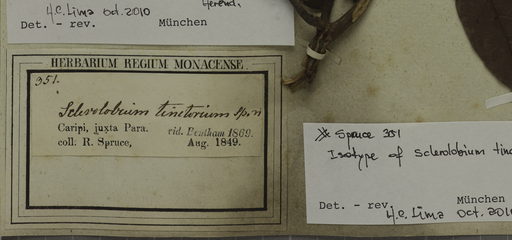 Herend.
H.C. Lima Oct. 2010
Det. - rev. München
HERBARIUM REGIUM MONACENSE.
351.
Sclerolobium tinctorium sp. n
Caripi, juxta Para. vid. Bentham 1869.
coll. R. Spruce, Aug. 1849.
Spruce 351
Isotype of Sclerolobium tinc
Det. - rev. München
H.C. Lima Oct. 2010